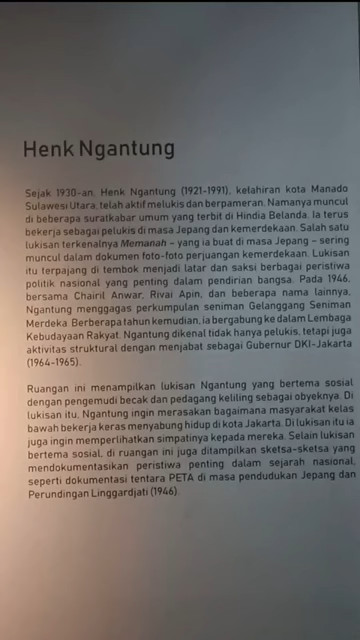 Henk Ngantung
Sejak 1930-an, Henk Ngantung (1921-1991), kelahiran kota Manado
Sulawesi Utara, telah aktif melukis dan berpameran. Namanya muncul
di beberapa suratkabar umum yang terbit di Hindia Belanda. Ia terus
bekerja sebagai pelukis di masa Jepang dan kemerdekaan. Salah satu
lukisan terkenalnya Memanah – yang ia buat di masa Jepang – sering
muncul dalam dokumen foto-foto perjuangan kemerdekaan. Lukisan
itu terpajang di tembok menjadi latar dan saksi berbagai peristiwa
politik nasional yang penting dalam pendirian bangsa. Pada 1946,
bersama Chairil Anwar, Rivai Apin, dan beberapa nama lainnya,
Ngantung menggagas perkumpulan seniman Gelanggang Seniman
Merdeka. Berberapa tahun kemudian, ia bergabung ke dalam Lembaga
Kebudayaan Rakyat. Ngantung dikenal tidak hanya pelukis, tetapi juga
aktivitas struktural dengan menjabat sebagai Gubernur DKI-Jakarta
(1964-1965).
Ruangan ini menampilkan lukisan Ngantung yang bertema sosial
dengan pengemudi becak dan pedagang keliling sebagai obyeknya. Di
lukisan itu, Ngantung ingin merasakan bagaimana masyarakat kelas
bawah bekerja keras menyabung hidup di kota Jakarta. Di lukisan itu ia
juga ingin memperlihatkan simpatinya kepada mereka. Selain lukisan
bertema sosial, di ruangan ini juga ditampilkan sketsa-sketsa yang
mendokumentasikan peristiwa penting dalam sejarah nasional,
seperti dokumentasi tentara PETA di masa pendudukan Jepang dan
Perundingan Linggardjati (1946).